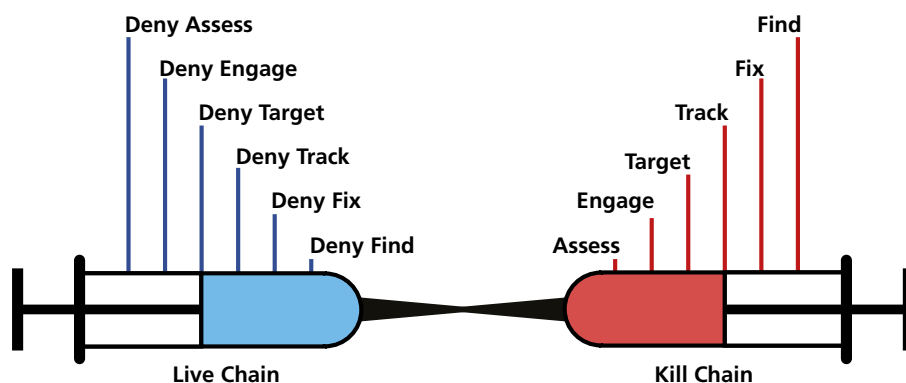 Deny Assess
Deny Engage
Deny Target
Deny Track
Deny Fix
Deny Find
Find
Fix
Track
Target
Engage
Assess
Live Chain
Kill Chain